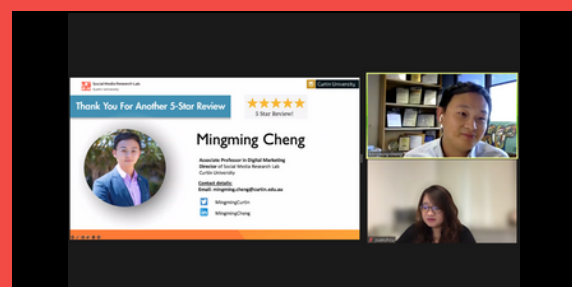 Social Media Research Lab
Curtin University
Curtin University
Thank You For Another 5-Star Review
5 Star Review!
Mingming Cheng
Associate Professor in Digital Marketing
Director of Social Media Research Lab
Curtin University
Contact details:
Email: mingming.cheng@curtin.edu.au
MingmingCurtin
MingmingCheng